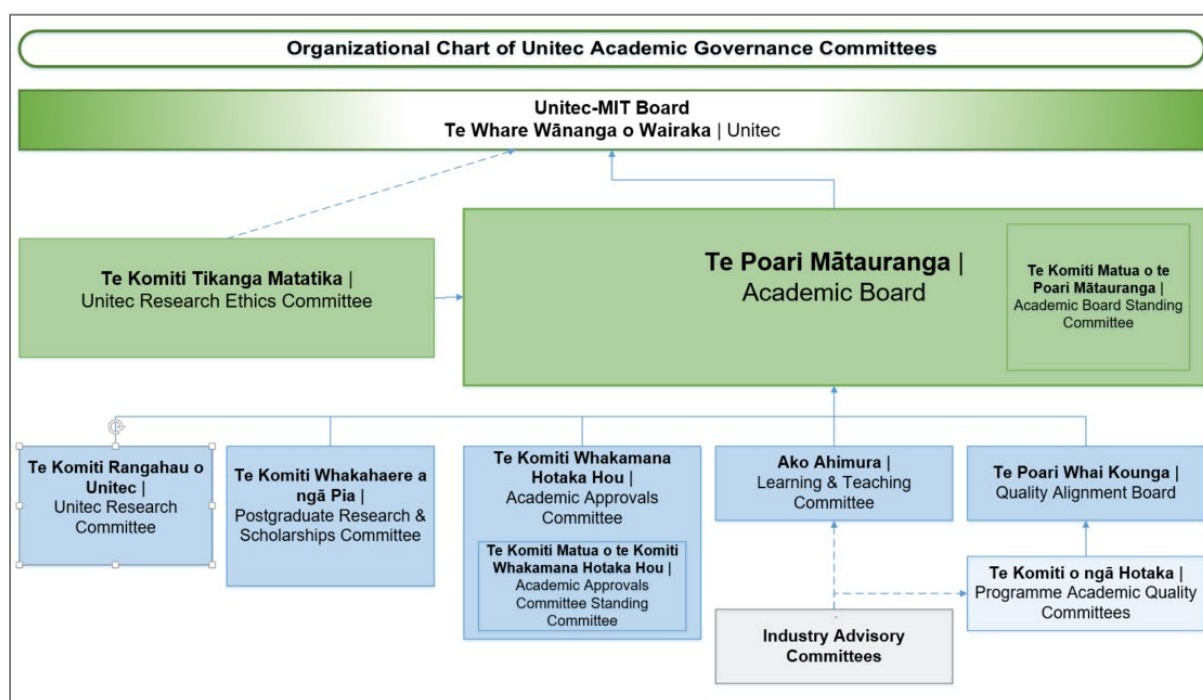 Organizational Chart of Unitec Academic Governance Committees
Unitec-MIT Board
Te Whare Wānanga o Wairaka | Unitec
Te Komiti Tikanga Matatika |
Unitec Research Ethics Committee
Te Poari Mātauranga |
Academic Board
Te Komiti Matua o te
Poari Mātauranga |
Academic Board Standing
Committee
Te Komiti Rangahau o
Unitec |
Unitec Research
Committee
Te Komiti Whakahaere a
ngā Pia |
Postgraduate Research &
Scholarships Committee
Te Komiti Whakamana
Hotaka Hou |
Academic Approvals
Committee
Te Komiti Matua o te Komiti
Whakamana Hotaka Hou |
Academic Approvals
Committee Standing
Committee
Ako Ahimura |
Learning & Teaching
Committee
Te Poari Whai Kounga |
Quality Alignment Board
Te Komiti o ngā Hotaka |
Programme Academic Quality
Committees
Industry Advisory
Committees